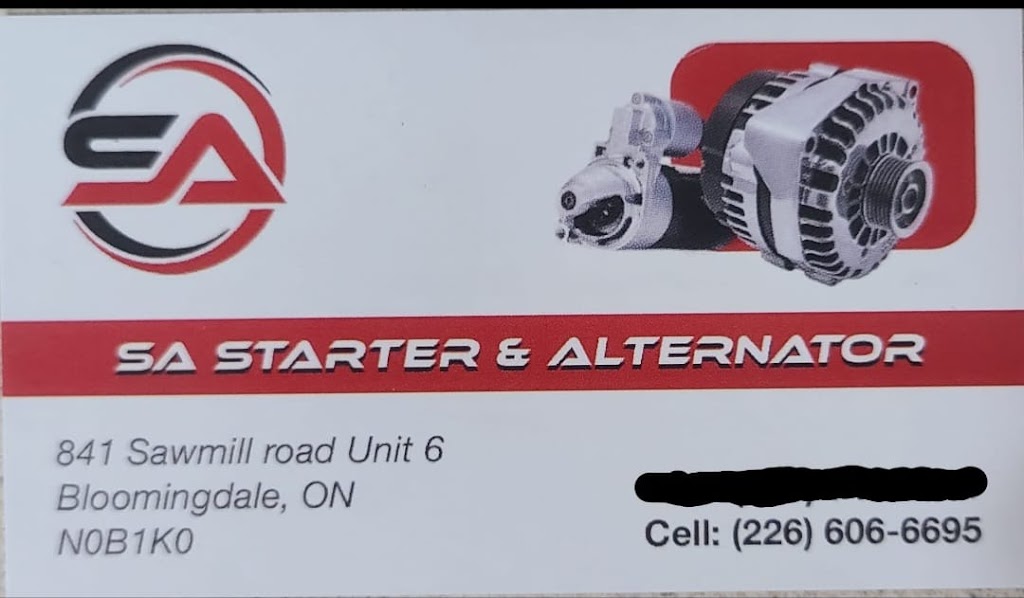 SA
SA STARTER & ALTERNATOR
841 Sawmill road Unit 6
Bloomingdale, ON
N0B1K0
Cell: (226) 606-6695